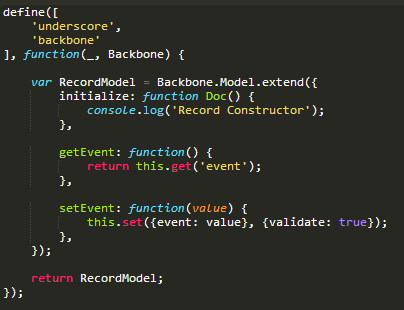 define([
    'underscore',
    'backbone'
], function(_, Backbone) {
    var RecordModel = Backbone.Model.extend({
        initialize: function Doc() {
            console.log('Record Constructor');
        },
        getEvent: function() {
            return this.get('event');
        },
        setEvent: function(value) {
            this.set({event: value}, {validate: true});
        },
    });
    return RecordModel;
});